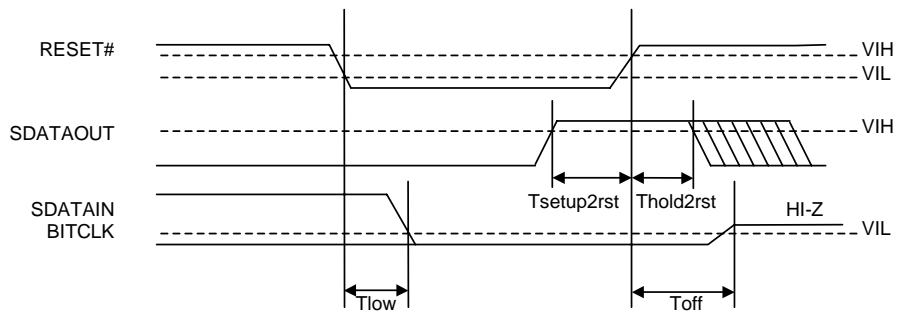 RESET#
VIH
VIL
SDATAOUT
VIH
Tsetup2rst
Thold2rst
SDATAIN
BITCLK
HI-Z
VIL
Tlow
Toff